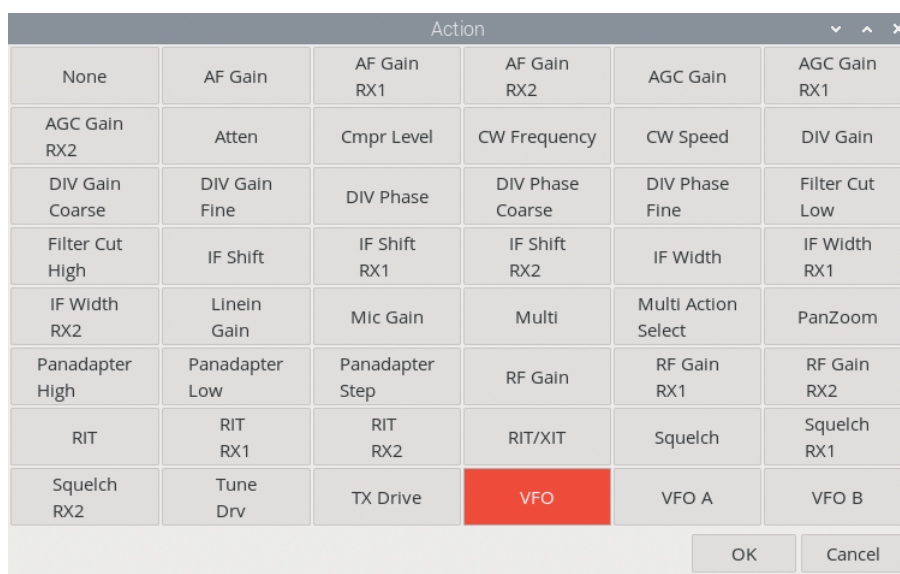 Action
None
AF Gain
AF Gain
RX1
AF Gain
RX2
AGC Gain
AGC Gain
RX1
AGC Gain
RX2
Atten
Cmpr Level
CW Frequency
CW Speed
DIV Gain
DIV Gain
Coarse
DIV Gain
Fine
DIV Phase
DIV Phase
Coarse
DIV Phase
Fine
Filter Cut
Low
Filter Cut
High
IF Shift
IF Shift
RX1
IF Shift
RX2
IF Width
IF Width
RX1
IF Width
RX2
Linein
Gain
Mic Gain
Multi
Multi Action
Select
PanZoom
Panadapter
High
Panadapter
Low
Panadapter
Step
RF Gain
RF Gain
RX1
RF Gain
RX2
RIT
RIT
RX1
RIT
RX2
RIT/XIT
Squelch
Squelch
RX1
Squelch
RX2
Tune
Drv
TX Drive
VFO
VFO A
VFO B
OK
Cancel